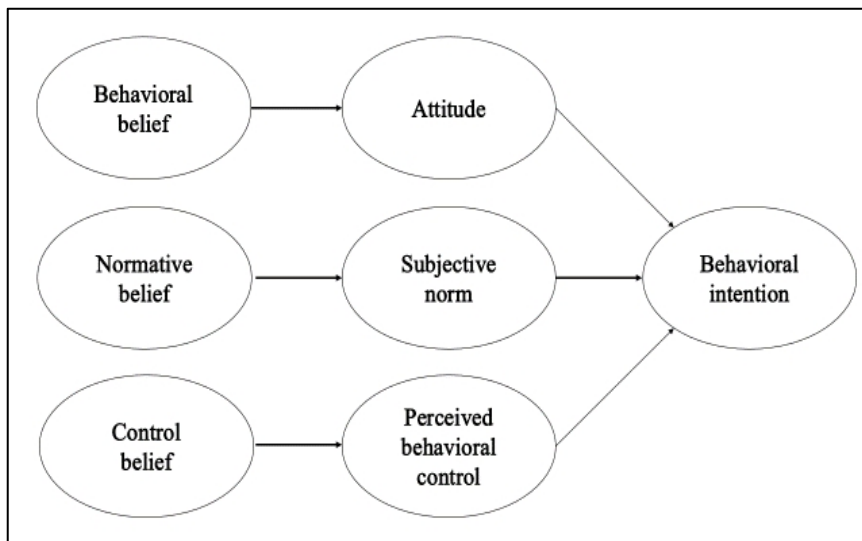 Behavioral
belief
Attitude
Normative
belief
Subjective
norm
Behavioral
intention
Control
belief
Perceived
behavioral
control